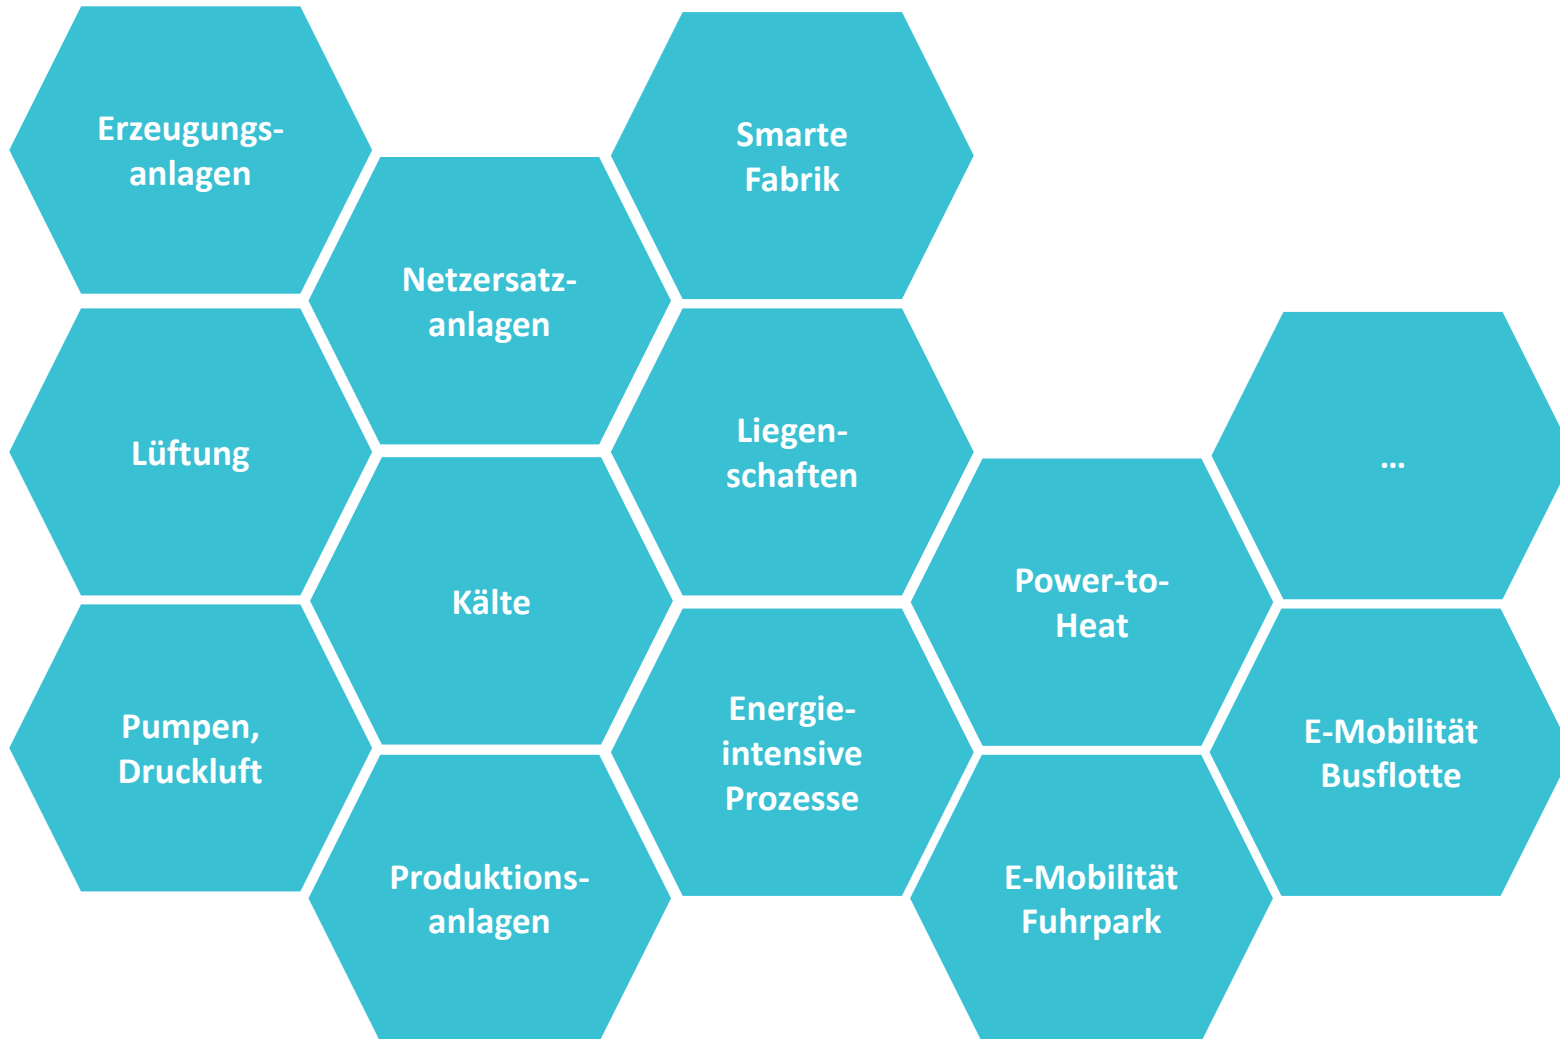 Erzeugungs-
anlagen
Smarte
Fabrik
Netzersatz-
anlagen
Lüftung
Liegen-
schaften
...
Kälte
Power-to-
Heat
Pumpen,
Druckluft
Energie-
intensive
Prozesse
E-Mobilität
Busflotte
Produktions-
anlagen
E-Mobilität
Fuhrpark